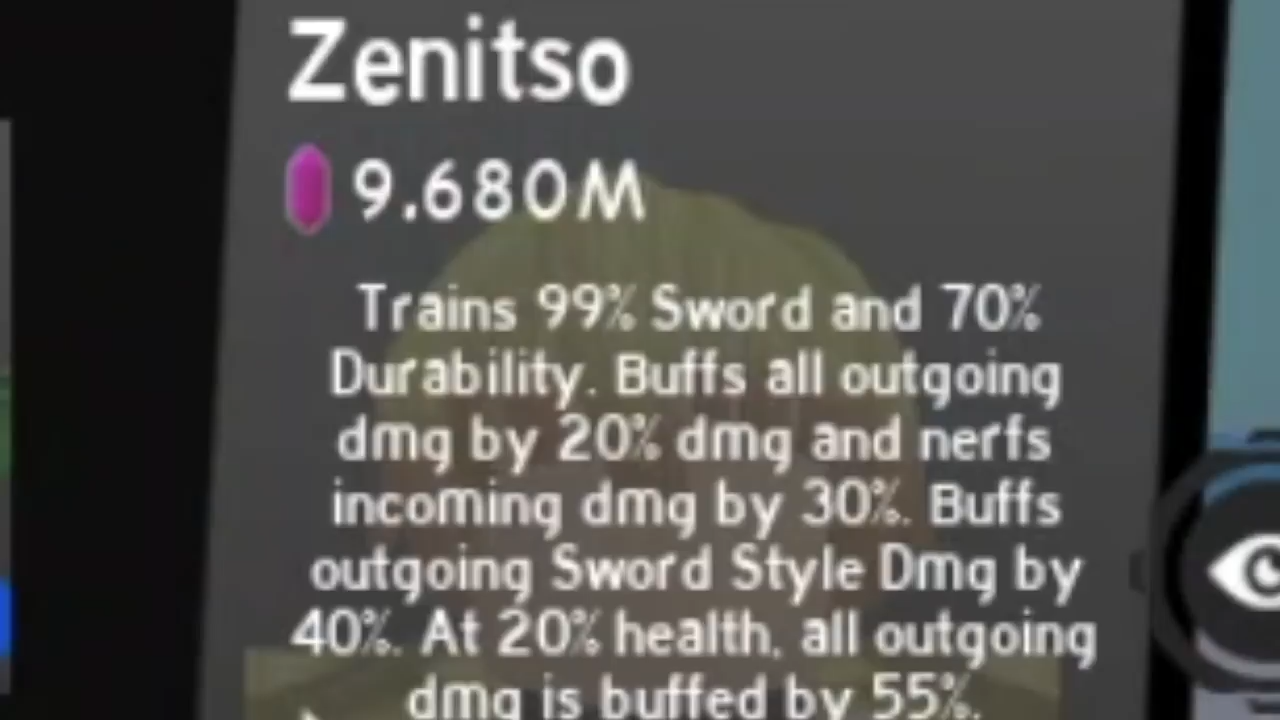 Zenitso
9.680M
Trains 99% Sword and 70%
Durability. Buffs all outgoing
dmg by 20% dmg and nerfs
incoming dmg by 30%. Buffs
outgoing Sword Style Dmg by
40%. At 20% health, all outgoing
dmg is buffed by 55%.